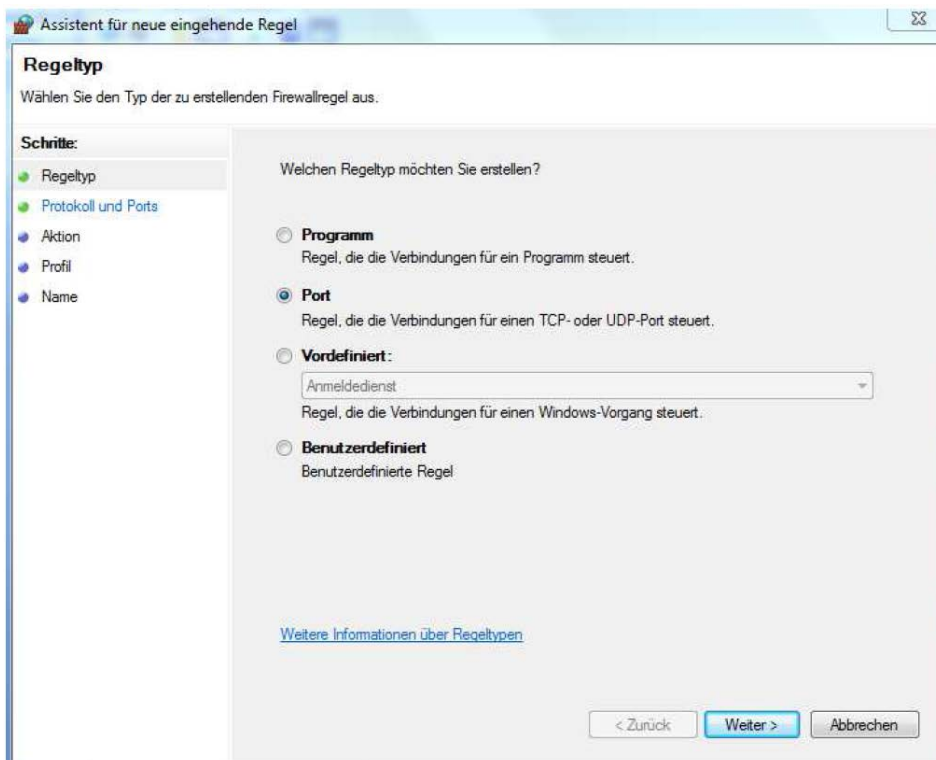 Assistent für neue eingehende Regel
Regeltyp
Wählen Sie den Typ der zu erstellenden Firewallregel aus.
Schritte:
Regeltyp
Protokoll und Ports
Aktion
Profil
Name
Welchen Regeltyp möchten Sie erstellen?
Programm
Regel, die die Verbindungen für ein Programm steuert.
Port
Regel, die die Verbindungen für einen TCP- oder UDP-Port steuert.
Vordefiniert:
Anmeldedienst
Regel, die die Verbindungen für einen Windows-Vorgang steuert.
Benutzerdefiniert
Benutzerdefinierte Regel
Weitere Informationen über Regeltypen
< Zurück
Weiter >
Abbrechen